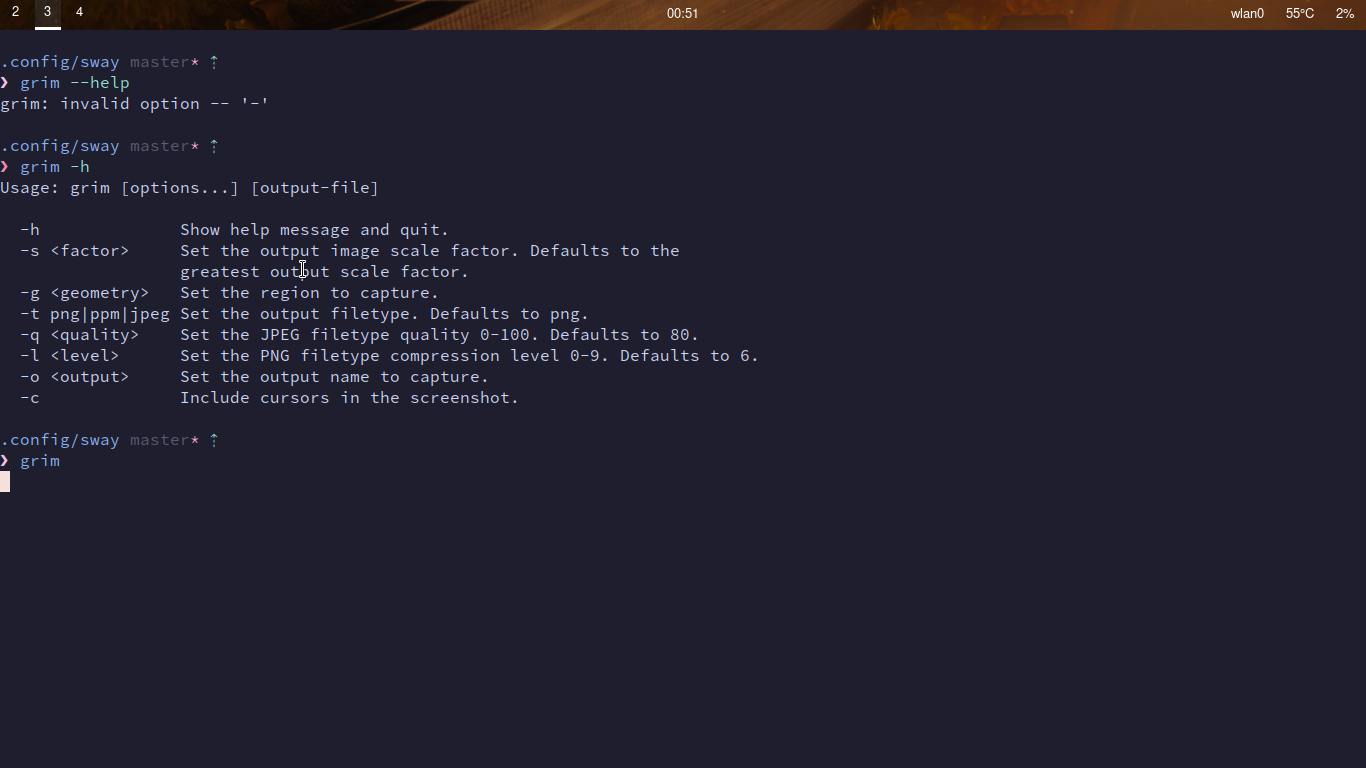 2 3 4 00:51 wlan0 55°C 2%
.config/sway master* ⇡
❯ grim --help
grim: invalid option -- '-'
.config/sway master* ⇡
❯ grim -h
Usage: grim [options...] [output-file]
-h Show help message and quit.
-s <factor> Set the output image scale factor. Defaults to the
greatest output scale factor.
-g <geometry> Set the region to capture.
-t png|ppm|jpeg Set the output filetype. Defaults to png.
-q <quality> Set the JPEG filetype quality 0-100. Defaults to 80.
-l <level> Set the PNG filetype compression level 0-9. Defaults to 6.
-o <output> Set the output name to capture.
-c Include cursors in the screenshot.
.config/sway master* ⇡
❯ grim